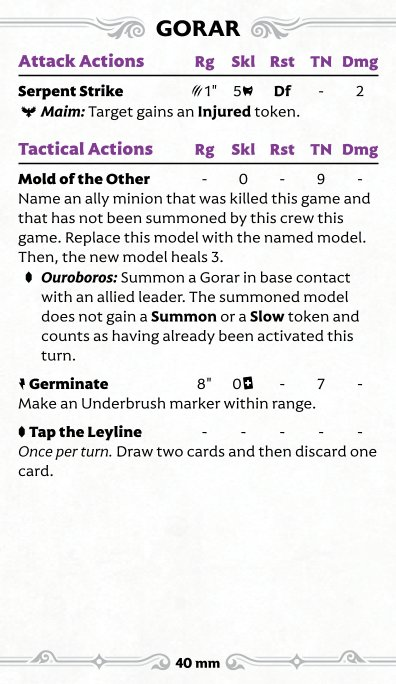 GORAR
Attack Actions Rg Skl Rst TN Dmg
Serpent Strike 1" 5 Df - 2
Maim: Target gains an Injured token.
Tactical Actions Rg Skl Rst TN Dmg
Mold of the Other - 0 - 9 -
Name an ally minion that was killed this game and
that has not been summoned by this crew this
game. Replace this model with the named model.
Then, the new model heals 3.
Ouroboros: Summon a Gorar in base contact
with an allied leader. The summoned model
does not gain a Summon or a Slow token and
counts as having already been activated this
turn.
Germinate 8" 0 - 7 -
Make an Underbrush marker within range.
Tap the Leyline - - - - -
Once per turn. Draw two cards and then discard one
card.
40 mm